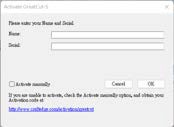 Activate GreatCut-5
Please enter your Name and Serial.
Name:
Serial:
Activate manually
Cancel
OK
If you are unable to activate, check the Activate manually option, and obtain your
Activation code at: